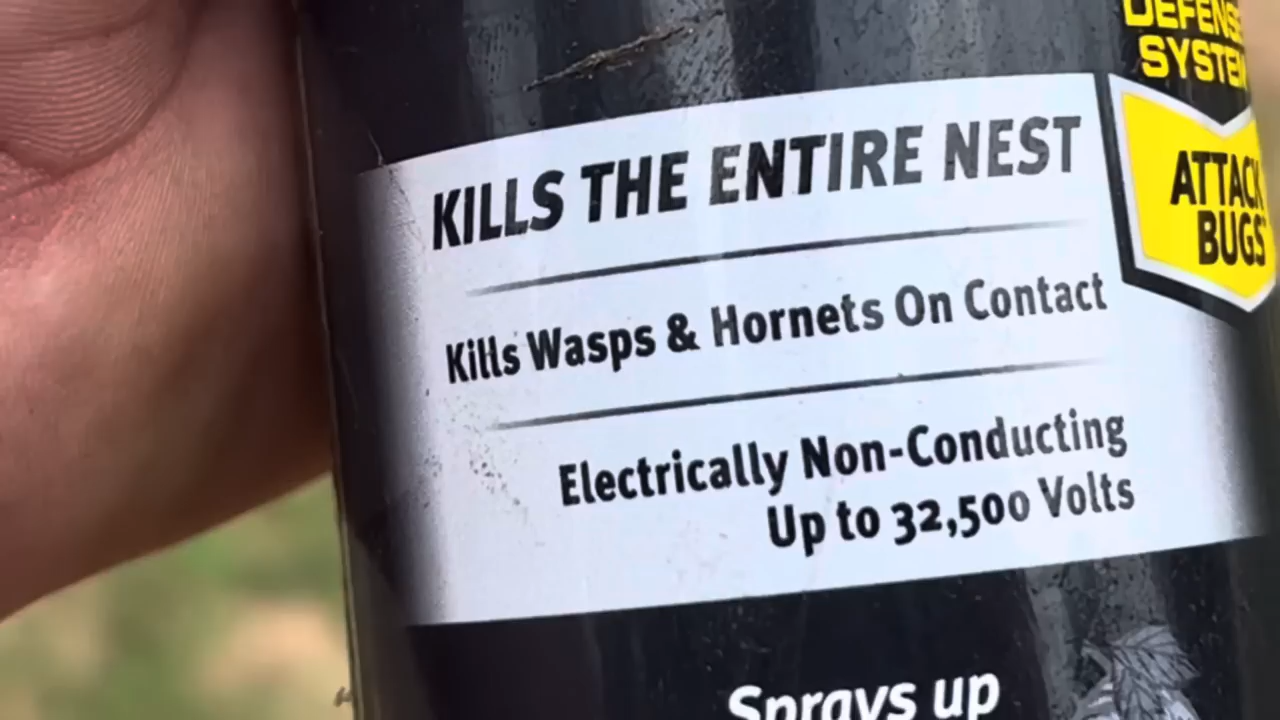 DEFENSE
SYSTEM
ATTACK
BUGS
KILLS THE ENTIRE NEST
Kills Wasps & Hornets On Contact
Electrically Non-Conducting
Up to 32,500 Volts
Sprays up